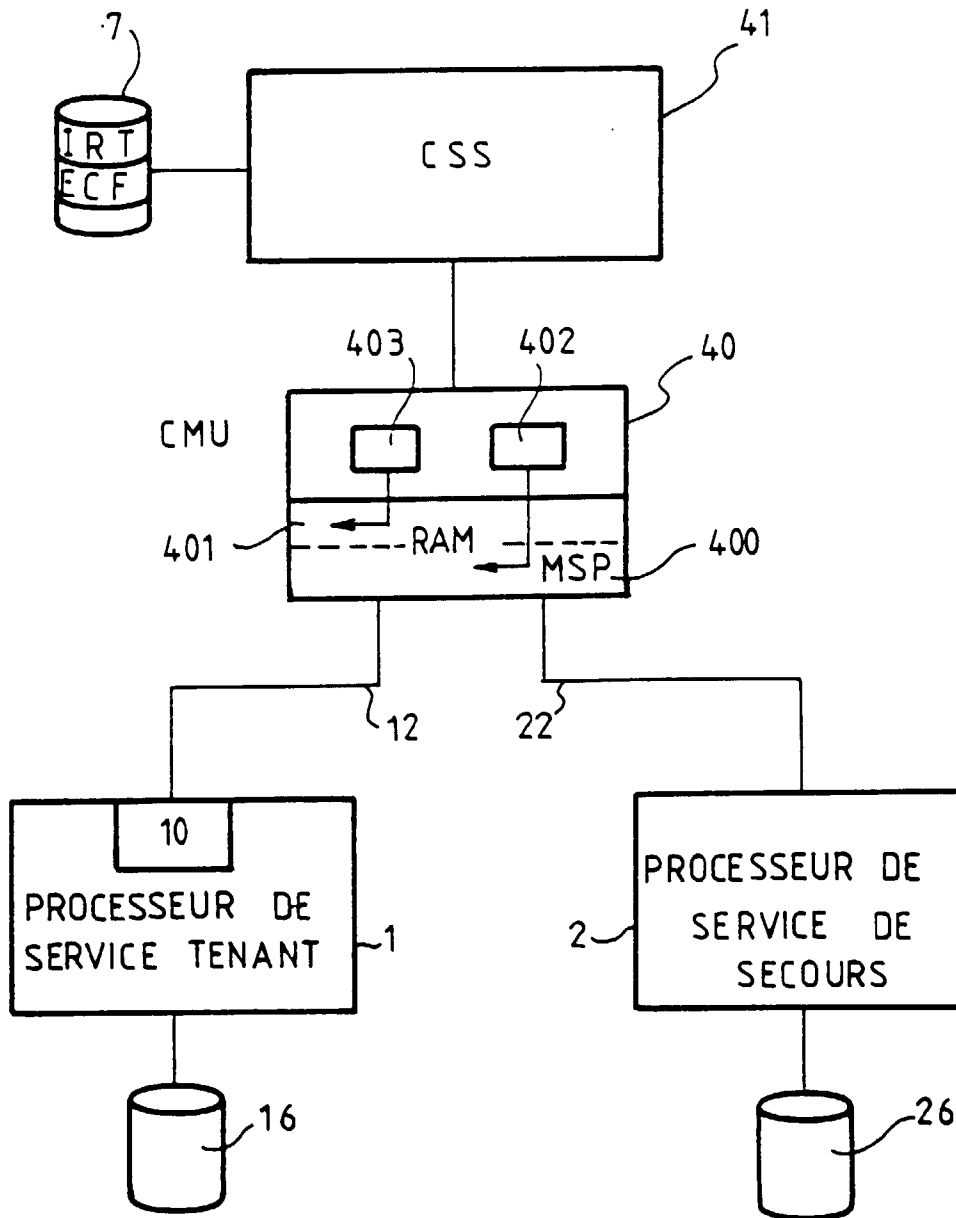 7
41
IRT
ECF
CSS
403
402
40
CMU
401
RAM
MSP
400
12
22
10
PROCESSEUR DE
SERVICE TENANT
1
2
PROCESSEUR DE
SERVICE DE
SECOURS
16
26